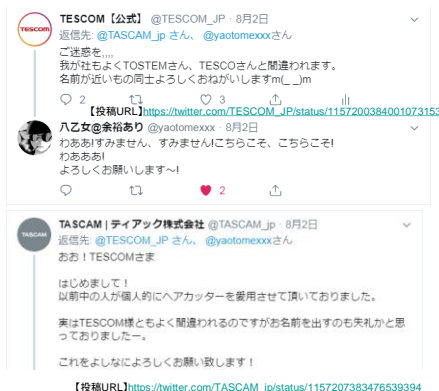 TESCOM【公式】 @TESCOM_JP · 8月2日
返信先: @TASCAM_jp さん、 @yaotomexxxさん
ご迷惑を,,,,
我が社もよくTOSTEMさん、TESCOさんと間違われます。
名前が近いもの同士よろしくおねがいしますm(_ _)m
2 3
【投稿URL】https://twitter.com/TESCOM_JP/status/1157200384001073153
八乙女@余裕あり @yaotomexxx · 8月2日
わああ!すみません、すみません!こちらこそ、こちらこそ!
わあああ!
よろしくお願いします〜!
2
TASCAM
TASCAM | ティアック株式会社 @TASCAM_jp · 8月2日
返信先: @TESCOM_JP さん、 @yaotomexxxさん
おお！TESCOMさま
はじめまして！
以前中の人が個人的にヘアカッターを愛用させて頂いておりました。
実はTESCOM様ともよく間違われるのですがお名前を出すのも失礼かと思
っておりましたー。
これをよしなによろしくお願い致します！
【投稿URL】https://twitter.com/TASCAM_jp/status/1157207383476539394